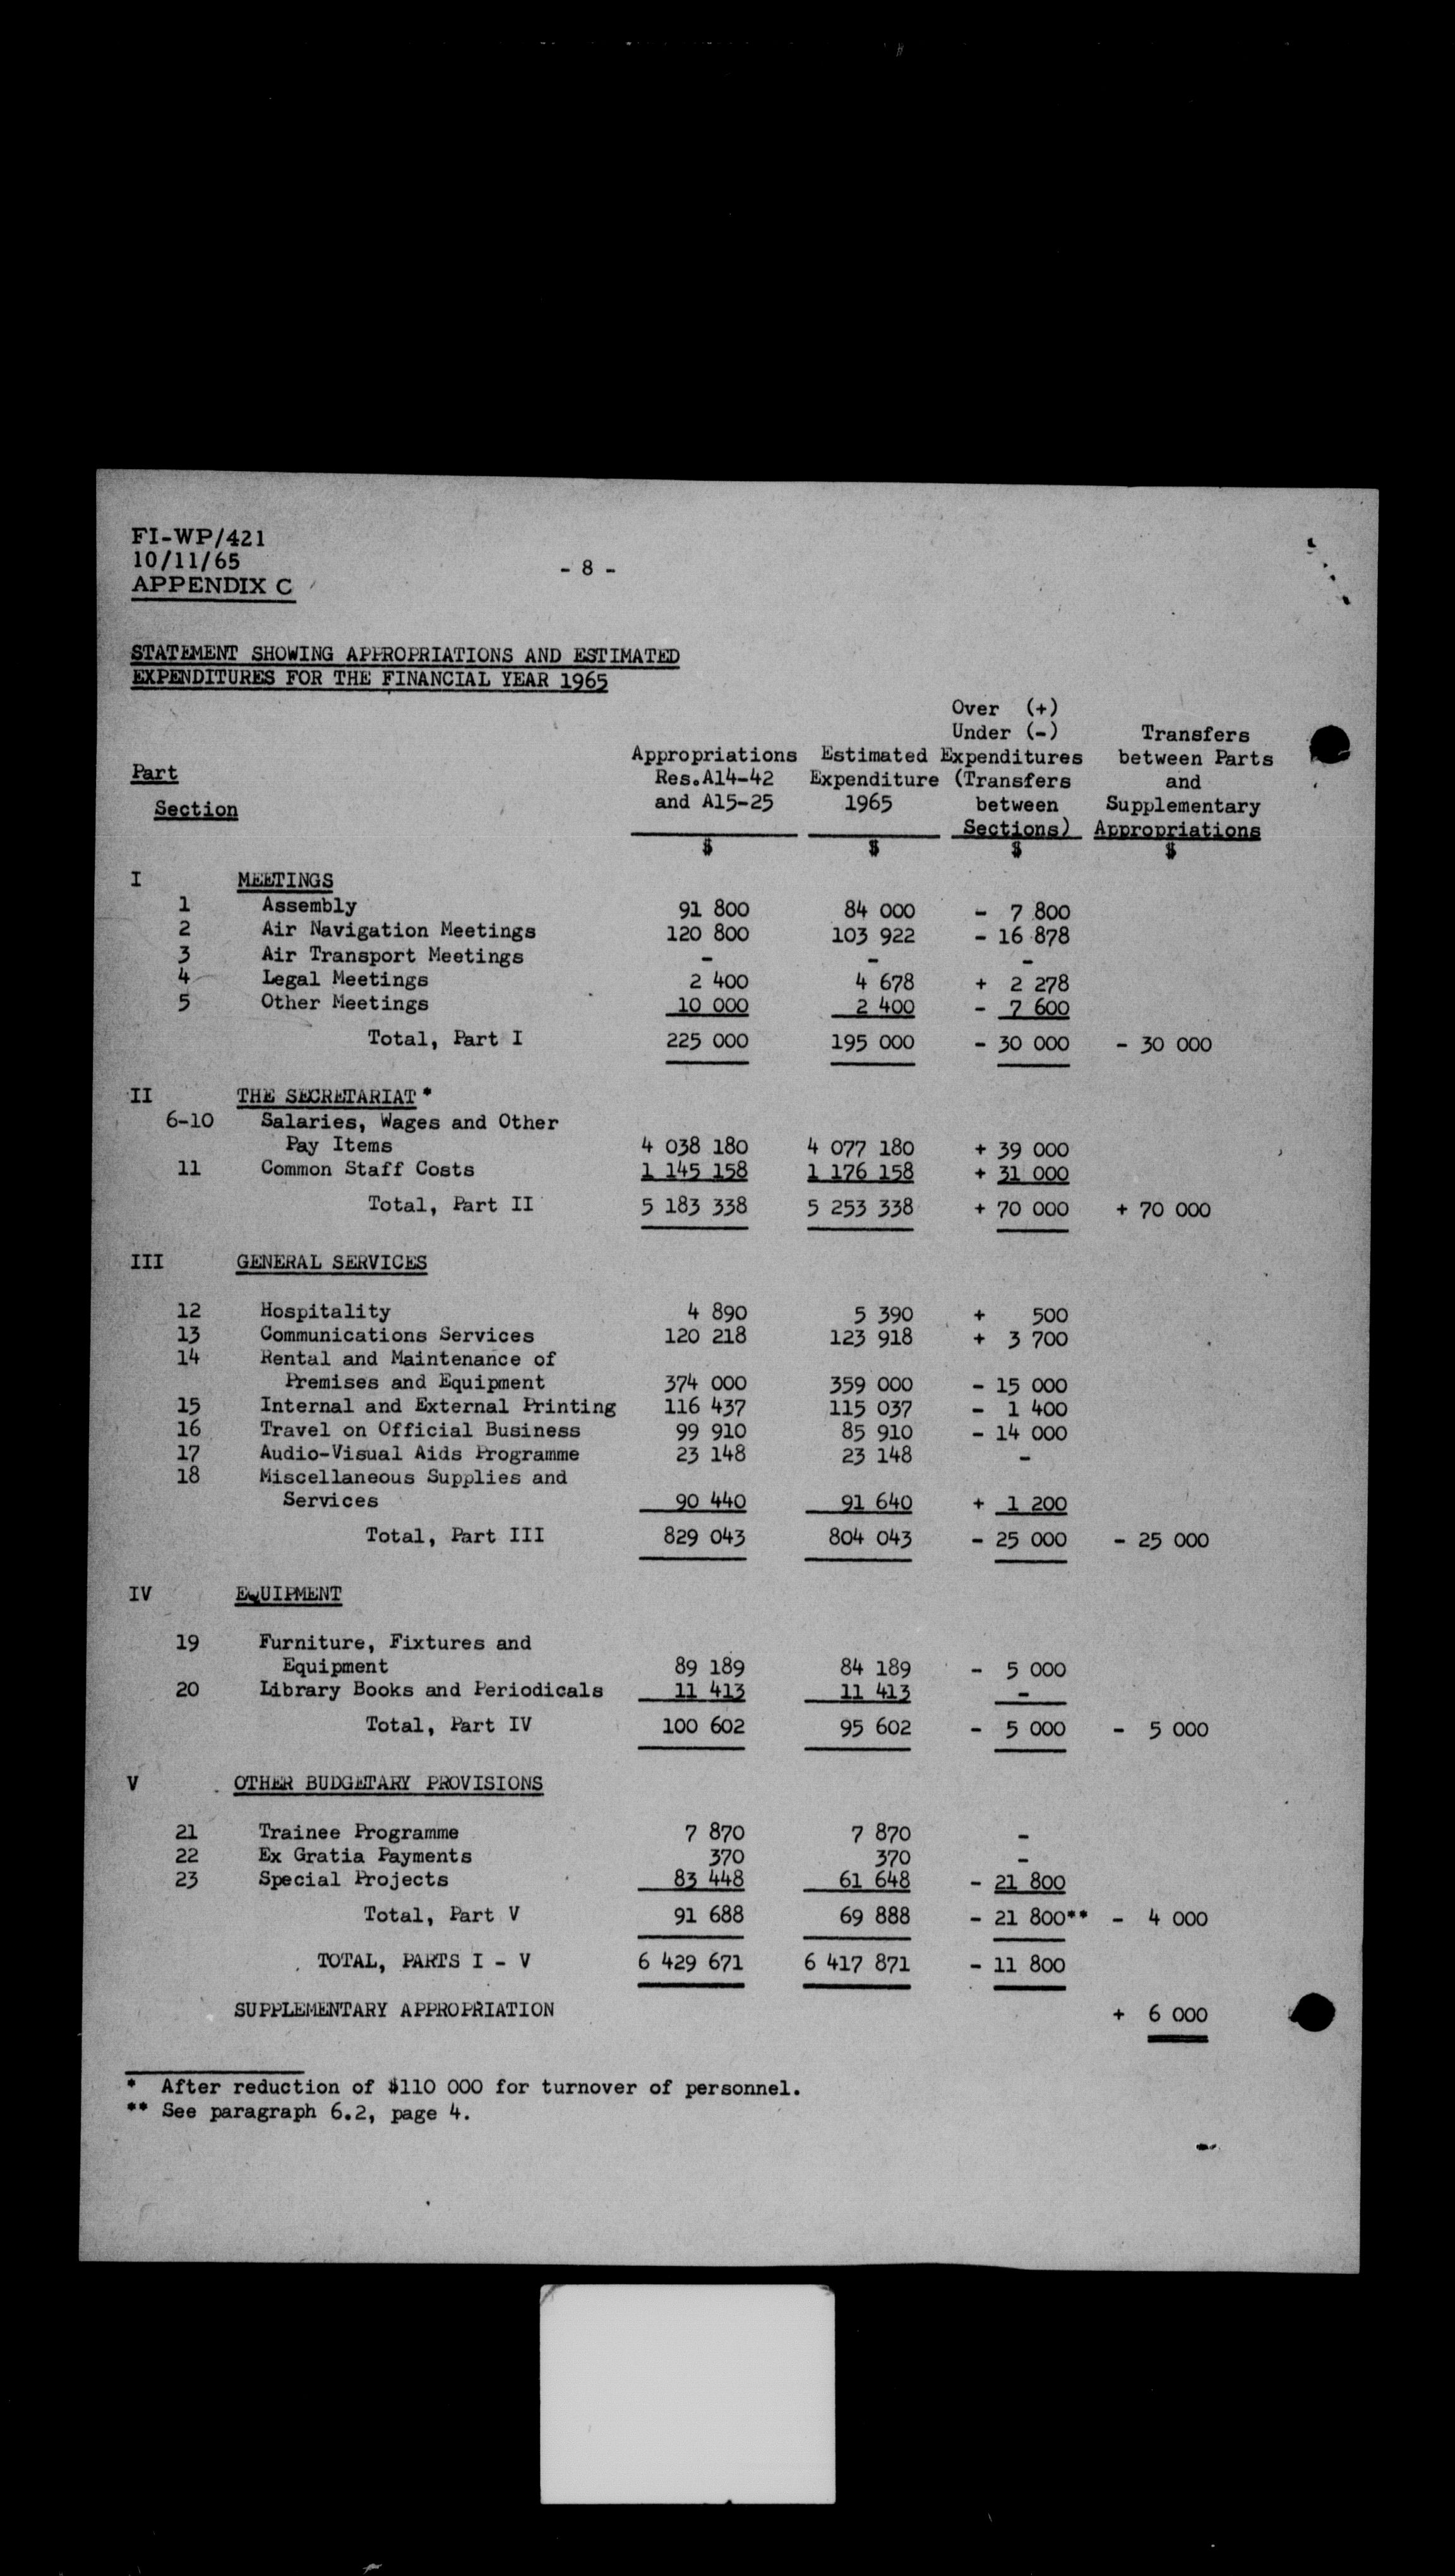 FI-WP/421
10/11/65
- 8 -
APPENDIX C
STATEMENT SHOWING APPROPRIATIONS AND ESTIMATED
EXPENDITURES FOR THE FINANCIAL YEAR 1965
Over (+)
Under (-) Transfers
Appropriations Estimated Expenditures between Parts
Part Res.A14-42 Expenditure (Transfers and
Section and A15-25 1965 between Supplementary
Sections) Appropriations
$ $ $ $
I MEETINGS
1 Assembly 91 800 84 000 - 7 800
2 Air Navigation Meetings 120 800 103 922 - 16 878
3 Air Transport Meetings - - -
4 Legal Meetings 2 400 4 678 + 2 278
5 Other Meetings 10 000 2 400 - 7 600
Total, Part I 225 000 195 000 - 30 000 - 30 000
II THE SECRETARIAT *
6-10 Salaries, Wages and Other
Pay Items 4 038 180 4 077 180 + 39 000
11 Common Staff Costs 1 145 158 1 176 158 + 31 000
Total, Part II 5 183 338 5 253 338 + 70 000 + 70 000
III GENERAL SERVICES
12 Hospitality 4 890 5 390 + 500
13 Communications Services 120 218 123 918 + 3 700
14 Rental and Maintenance of
Premises and Equipment 374 000 359 000 - 15 000
15 Internal and External Printing 116 437 115 037 - 1 400
16 Travel on Official Business 99 910 85 910 - 14 000
17 Audio-Visual Aids Programme 23 148 23 148 -
18 Miscellaneous Supplies and
Services 90 440 91 640 + 1 200
Total, Part III 829 043 804 043 - 25 000 - 25 000
IV EQUIPMENT
19 Furniture, Fixtures and
Equipment 89 189 84 189 - 5 000
20 Library Books and Periodicals 11 413 11 413 -
Total, Part IV 100 602 95 602 - 5 000 - 5 000
V OTHER BUDGETARY PROVISIONS
21 Trainee Programme 7 870 7 870 -
22 Ex Gratia Payments 370 370 -
23 Special Projects 83 448 61 648 - 21 800
Total, Part V 91 688 69 888 - 21 800** - 4 000
TOTAL, PARTS I - V 6 429 671 6 417 871 - 11 800
SUPPLEMENTARY APPROPRIATION + 6 000
* After reduction of $110 000 for turnover of personnel.
** See paragraph 6.2, page 4.